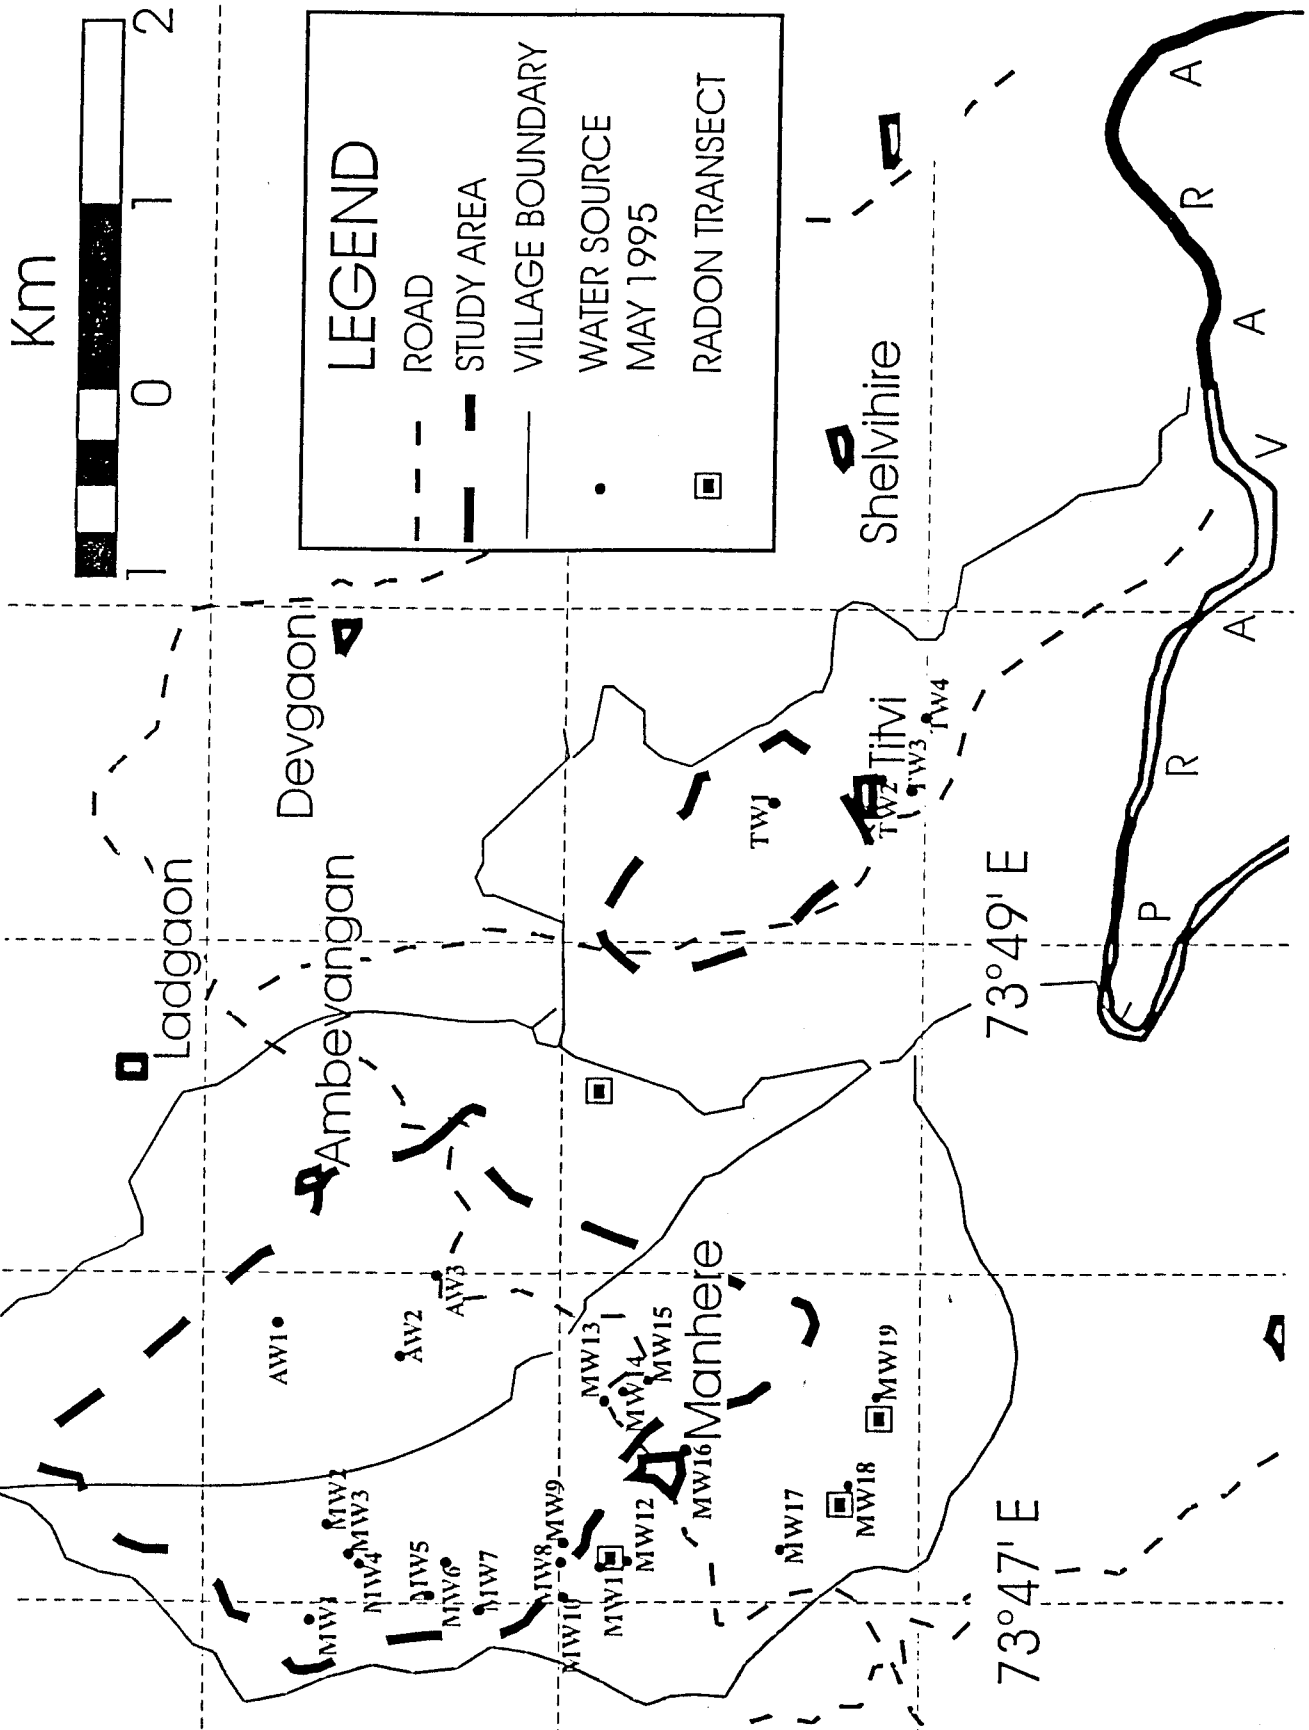 Km
1 0 1 2
LEGEND
ROAD
STUDY AREA
VILLAGE BOUNDARY
WATER SOURCE
MAY 1995
RADON TRANSECT
Ladgaon
Devgaon
Ambevangan
Shelvihire
Titvi
Manhere
AW1
AW2
AW3
MW1
MW2
MW3
MW4
MW5
MW6
MW7
MW8
MW9
MW10
MW11
MW12
MW13
MW14
MW15
MW16
MW17
MW18
MW19
TW1
TW2
TW3
TW4
73°47' E
73°49' E
P R A V A R A